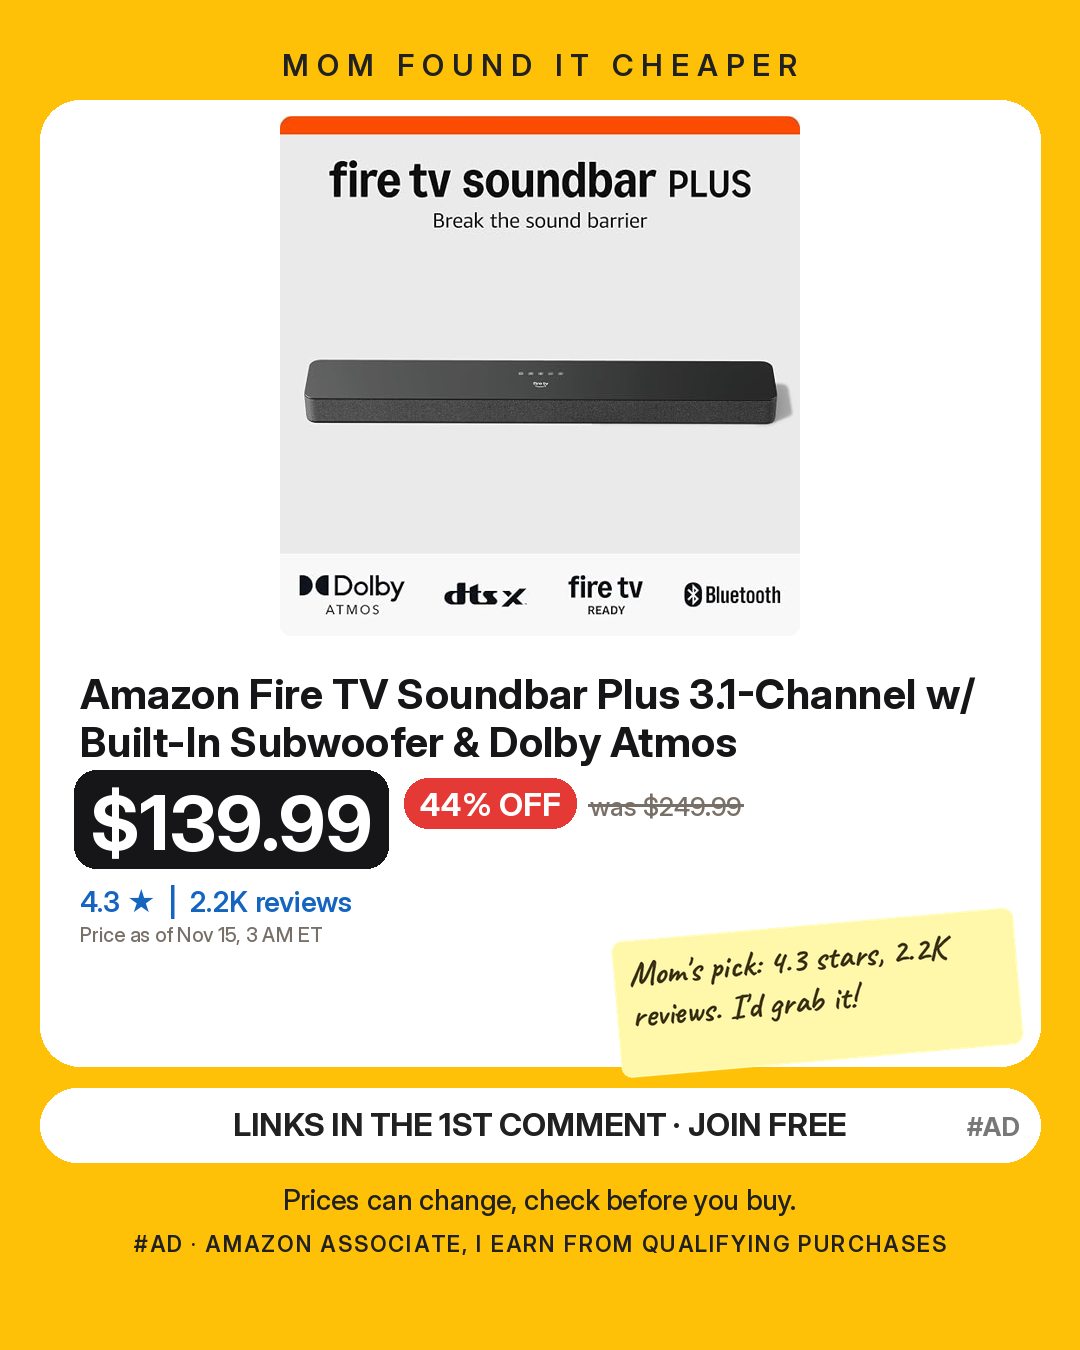 MOM FOUND IT CHEAPER
fire tv soundbar PLUS
Break the sound barrier
fire tv
Dolby ATMOS
dts x
fire tv READY
Bluetooth
Amazon Fire TV Soundbar Plus 3.1-Channel w/
Built-In Subwoofer & Dolby Atmos
$139.99 44% OFF was $249.99
4.3 ★ | 2.2K reviews
Price as of Nov 15, 3 AM ET
Mom's pick: 4.3 stars, 2.2K
reviews. I'd grab it!
LINKS IN THE 1ST COMMENT · JOIN FREE #AD
Prices can change, check before you buy.
#AD · AMAZON ASSOCIATE, I EARN FROM QUALIFYING PURCHASES